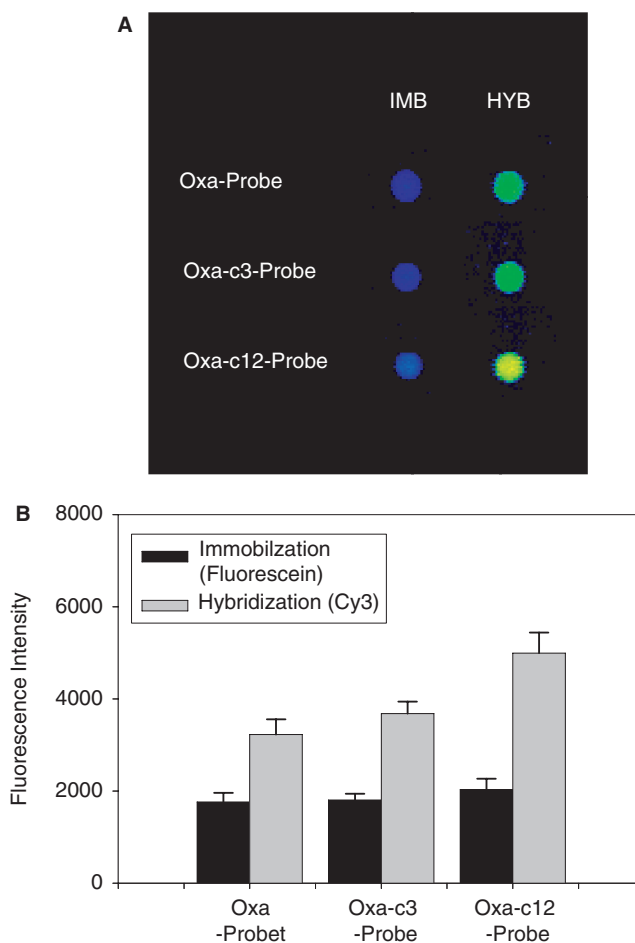 A
IMB HYB
Oxa-Probe
Oxa-c3-Probe
Oxa-c12-Probe
B
8000
6000
4000
2000
0
Fluorescence Intensity
Immobilzation
(Fluorescein)
Hybridization (Cy3)
Oxa Oxa-c3 Oxa-c12
-Probet -Probe -Probe